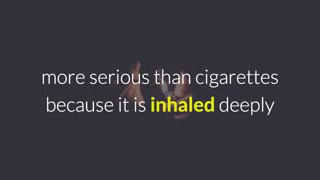 more serious than cigarettes
because it is inhaled deeply